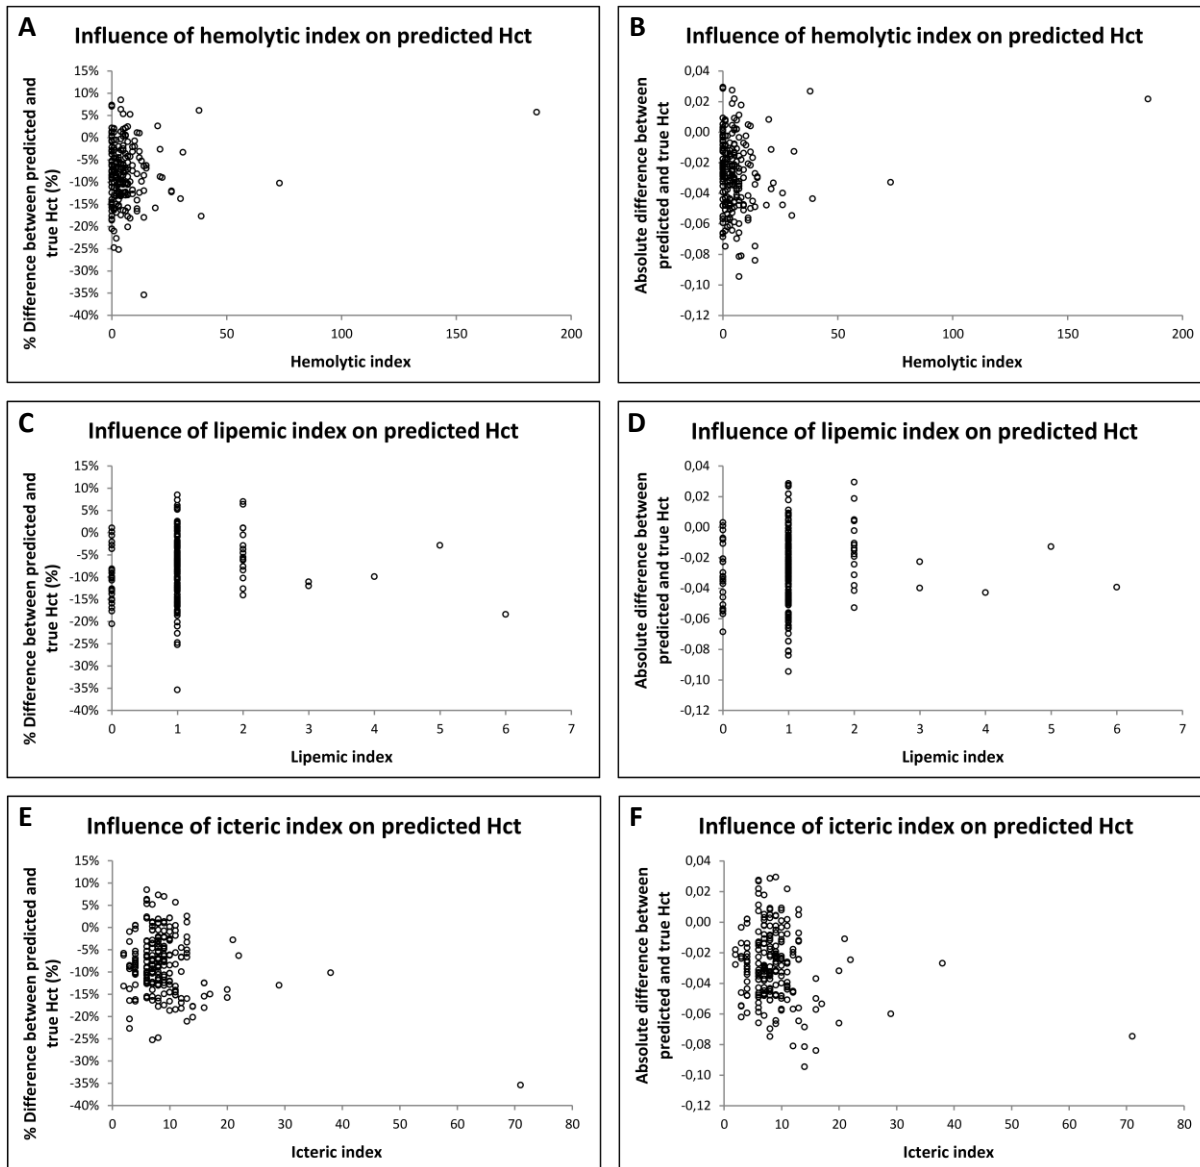 A
Influence of hemolytic index on predicted Hct
% Difference between predicted and
true Hct (%)
15%
10%
5%
0%
-5%
-10%
-15%
-20%
-25%
-30%
-35%
-40%
0 50 100 150 200
Hemolytic index
B
Influence of hemolytic index on predicted Hct
Absolute difference between
predicted and true Hct
0,04
0,02
0,00
-0,02
-0,04
-0,06
-0,08
-0,10
-0,12
0 50 100 150 200
Hemolytic index
C
Influence of lipemic index on predicted Hct
% Difference between predicted and
true Hct (%)
15%
10%
5%
0%
-5%
-10%
-15%
-20%
-25%
-30%
-35%
-40%
0 1 2 3 4 5 6 7
Lipemic index
D
Influence of lipemic index on predicted Hct
Absolute difference between
predicted and true Hct
0,04
0,02
0,00
-0,02
-0,04
-0,06
-0,08
-0,10
-0,12
0 1 2 3 4 5 6 7
Lipemic index
E
Influence of icteric index on predicted Hct
% Difference between predicted and
true Hct (%)
15%
10%
5%
0%
-5%
-10%
-15%
-20%
-25%
-30%
-35%
-40%
0 10 20 30 40 50 60 70 80
Icteric index
F
Influence of icteric index on predicted Hct
Absolute difference between
predicted and true Hct
0,04
0,02
0,00
-0,02
-0,04
-0,06
-0,08
-0,10
-0,12
0 10 20 30 40 50 60 70 80
Icteric index